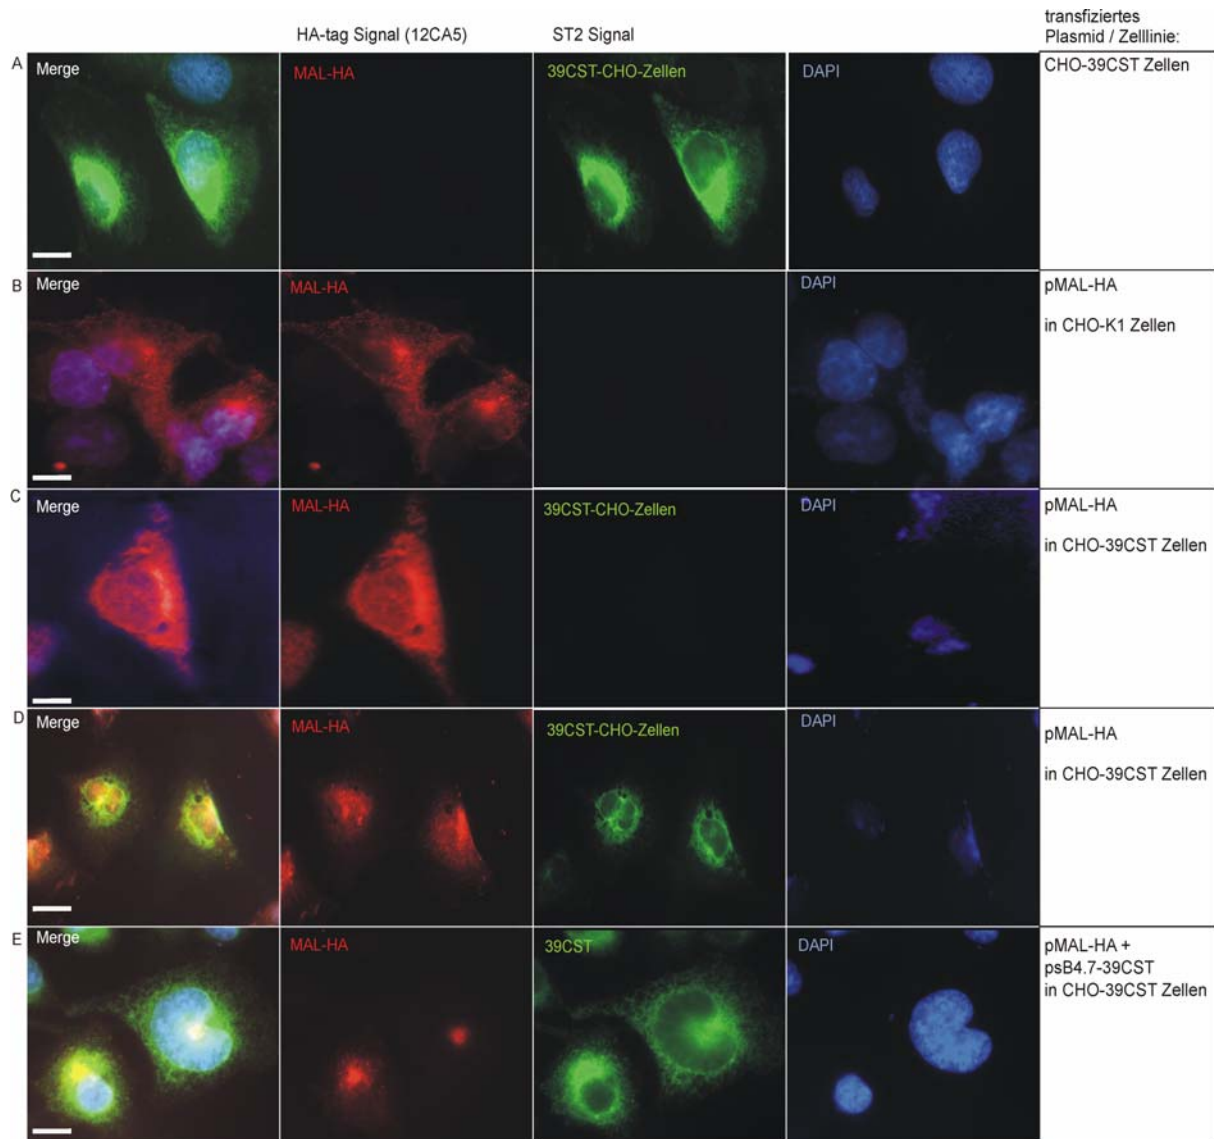 HA-tag Signal (12CA5)
ST2 Signal
transfiziertes
Plasmid / Zelllinie:
A
Merge
MAL-HA
39CST-CHO-Zellen
DAPI
CHO-39CST Zellen
B
Merge
MAL-HA
DAPI
pMAL-HA
in CHO-K1 Zellen
C
Merge
MAL-HA
39CST-CHO-Zellen
DAPI
pMAL-HA
in CHO-39CST Zellen
D
Merge
MAL-HA
39CST-CHO-Zellen
DAPI
pMAL-HA
in CHO-39CST Zellen
E
Merge
MAL-HA
39CST
DAPI
pMAL-HA +
psB4.7-39CST
in CHO-39CST Zellen